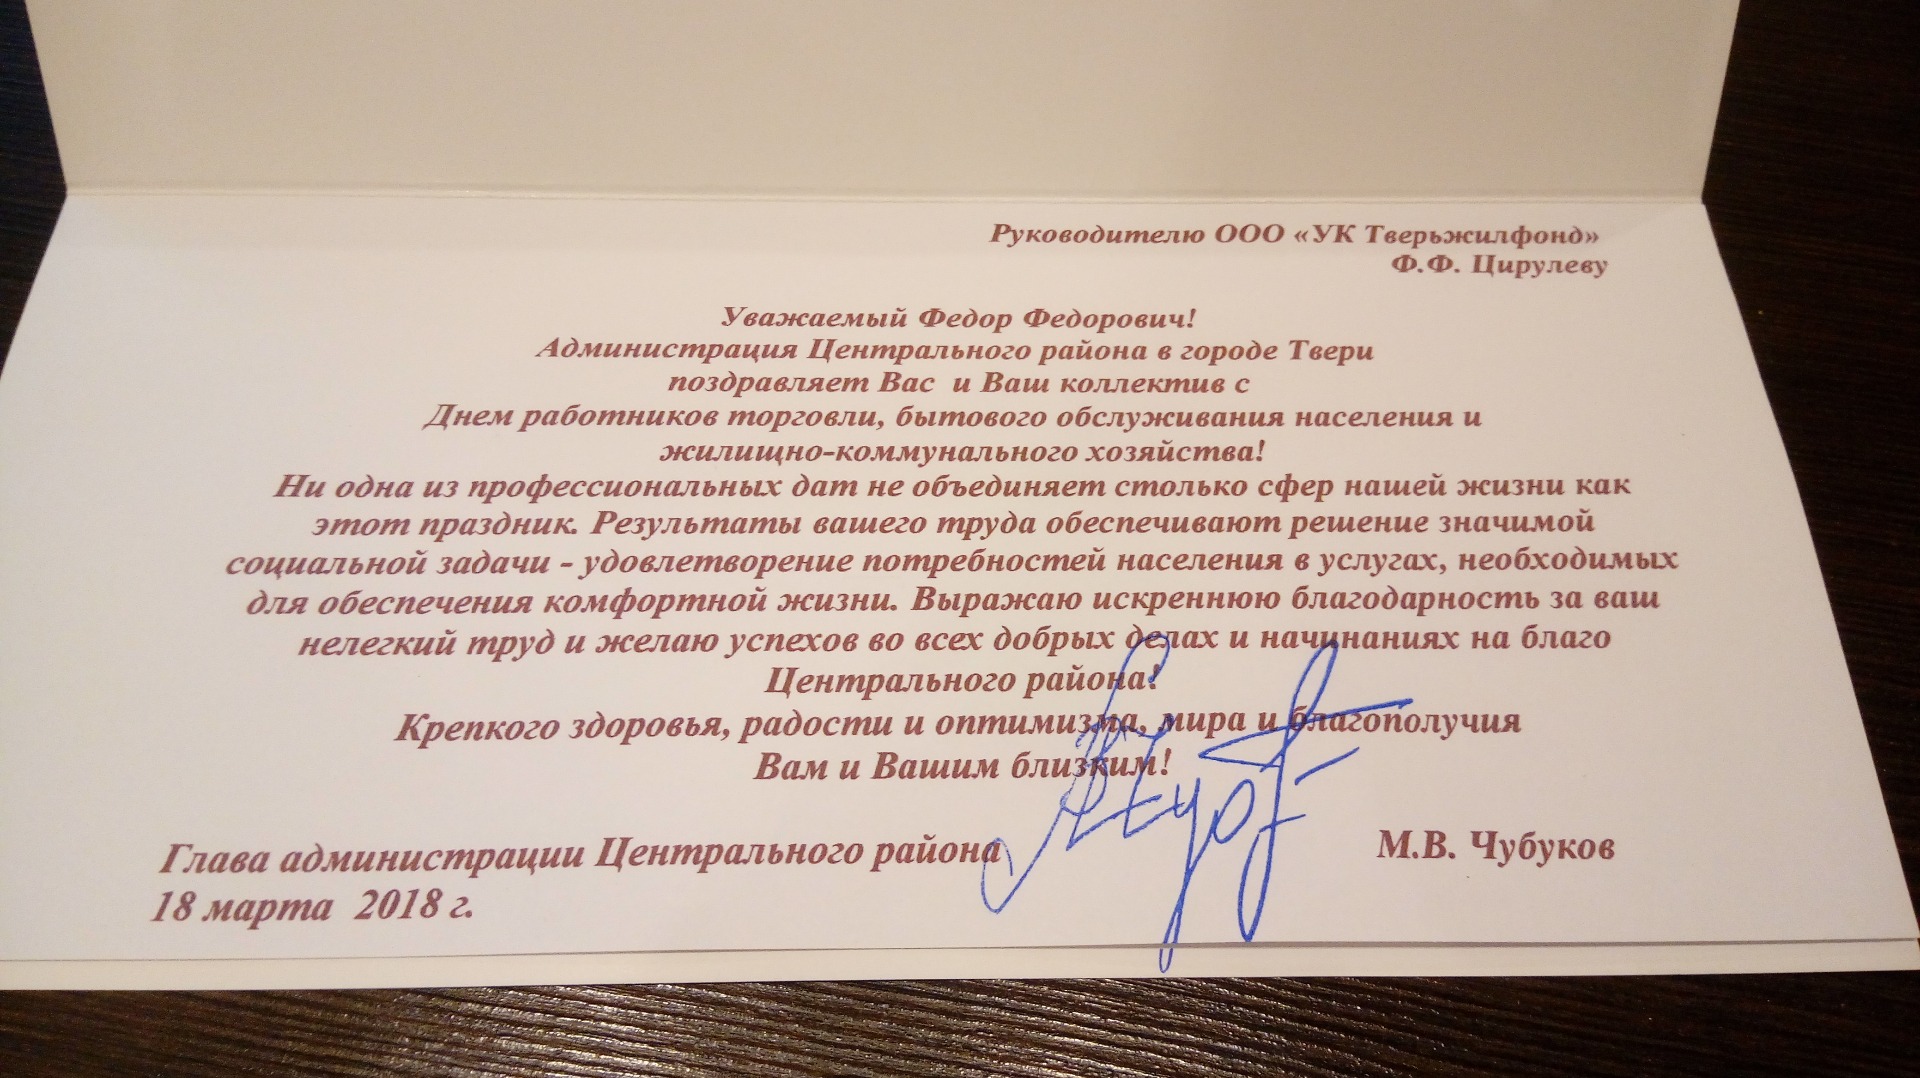 Руководителю ООО «УК Тверьжилфонд»
Ф.Ф. Цирулеву
Уважаемый Федор Федорович!
Администрация Центрального района в городе Твери
поздравляет Вас и Ваш коллектив с
Днем работников торговли, бытового обслуживания населения и
жилищно-коммунального хозяйства!
Ни одна из профессиональных дат не объединяет столько сфер нашей жизни как
этот праздник. Результаты вашего труда обеспечивают решение значимой
социальной задачи - удовлетворение потребностей населения в услугах, необходимых
для обеспечения комфортной жизни. Выражаю искреннюю благодарность за ваш
нелегкий труд и желаю успехов во всех добрых делах и начинаниях на благо
Центрального района!
Крепкого здоровья, радости и оптимизма, мира и благополучия
Вам и Вашим близким!
Глава администрации Центрального района М.В. Чубуков
18 марта 2018 г.